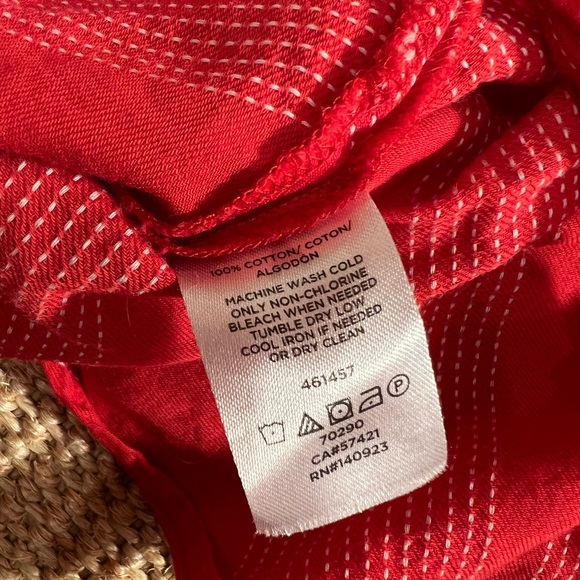 100% COTTON/ COTON/
ALGODÓN
MACHINE WASH COLD
ONLY NON-CHLORINE
BLEACH WHEN NEEDED
TUMBLE DRY LOW
COOL IRON IF NEEDED
OR DRY CLEAN
461457
P
70290
CA#57421
RN#140923